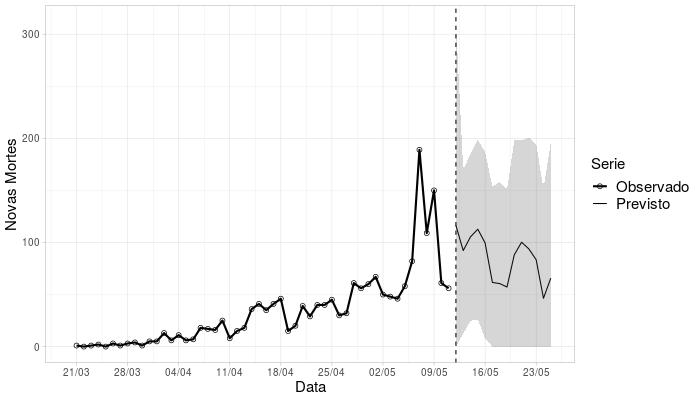 300
200
100
0
Novas Mortes
21/03 28/03 04/04 11/04 18/04 25/04 02/05 09/05 16/05 23/05
Data
Serie
Observado
Previsto